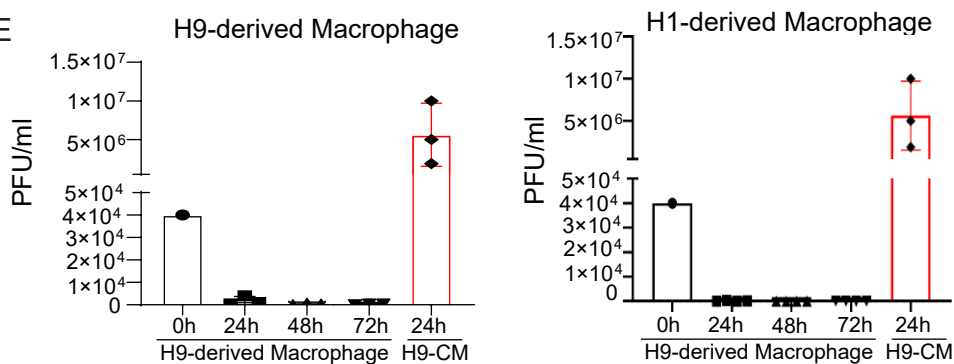 E
H9-derived Macrophage
PFU/ml
1.5×10⁷
1×10⁷
5×10⁶
5×10⁴
4×10⁴
3×10⁴
2×10⁴
1×10⁴
0
0h 24h 48h 72h 24h
H9-derived Macrophage H9-CM
H1-derived Macrophage
PFU/ml
1.5×10⁷
1×10⁷
5×10⁶
5×10⁴
4×10⁴
3×10⁴
2×10⁴
1×10⁴
0
0h 24h 48h 72h 24h
H9-derived Macrophage H9-CM